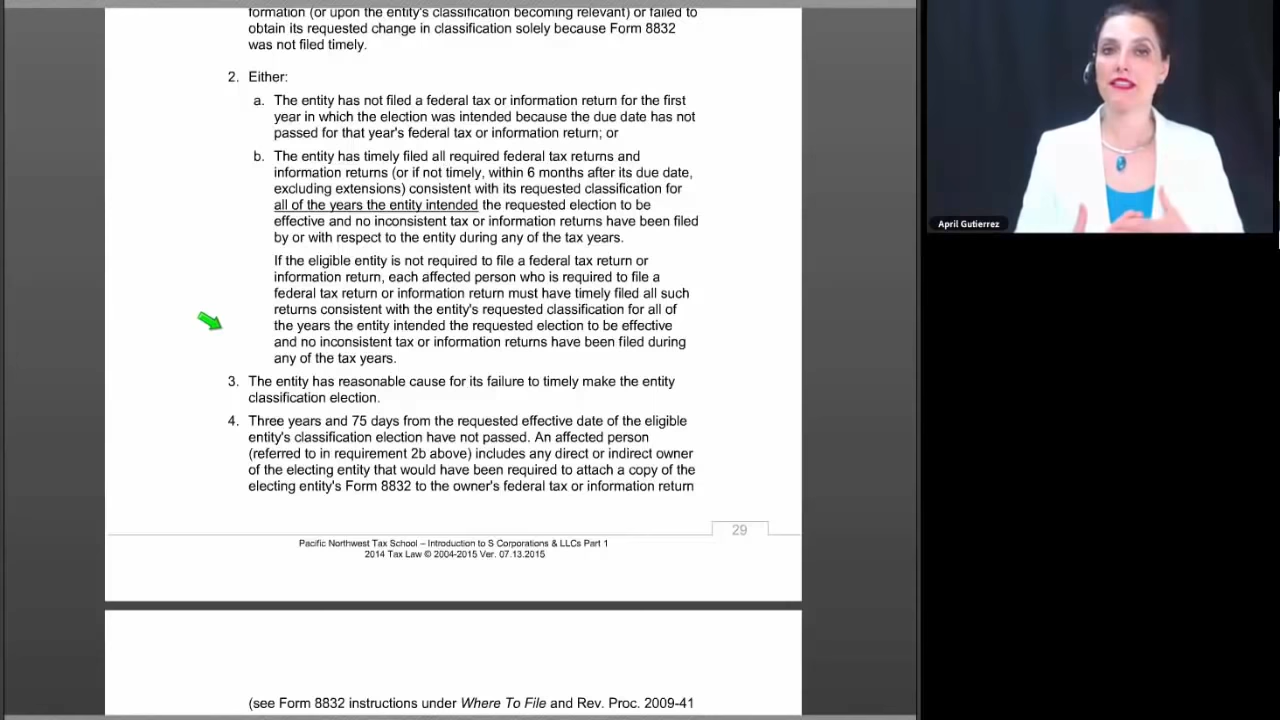 formation (or upon the entity's classification becoming relevant) or failed to
obtain its requested change in classification solely because Form 8832
was not filed timely.
2. Either:
a. The entity has not filed a federal tax or information return for the first
year in which the election was intended because the due date has not
passed for that year's federal tax or information return; or
b. The entity has timely filed all required federal tax returns and
information returns (or if not timely, within 6 months after its due date,
excluding extensions) consistent with its requested classification for
all of the years the entity intended the requested election to be
effective and no inconsistent tax or information returns have been filed
by or with respect to the entity during any of the tax years.
If the eligible entity is not required to file a federal tax return or
information return, each affected person who is required to file a
federal tax return or information return must have timely filed all such
returns consistent with the entity's requested classification for all of
the years the entity intended the requested election to be effective
and no inconsistent tax or information returns have been filed during
any of the tax years.
3. The entity has reasonable cause for its failure to timely make the entity
classification election.
4. Three years and 75 days from the requested effective date of the eligible
entity's classification election have not passed. An affected person
(referred to in requirement 2b above) includes any direct or indirect owner
of the electing entity that would have been required to attach a copy of the
electing entity's Form 8832 to the owner's federal tax or information return
29
Pacific Northwest Tax School – Introduction to S Corporations & LLCs Part 1
2014 Tax Law © 2004-2015 Ver. 07.13.2015
(see Form 8832 instructions under Where To File and Rev. Proc. 2009-41
April Gutierrez